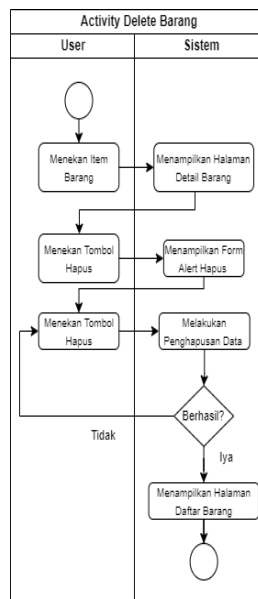 Activity Delete Barang
User
Sistem
Menekan Item
Barang
Menampilkan Halaman
Detail Barang
Menekan Tombol
Hapus
Menampilkan Form
Alert Hapus
Menekan Tombol
Hapus
Melakukan
Penghapusan Data
Berhasil?
Tidak
Iya
Menampilkan Halaman
Daftar Barang